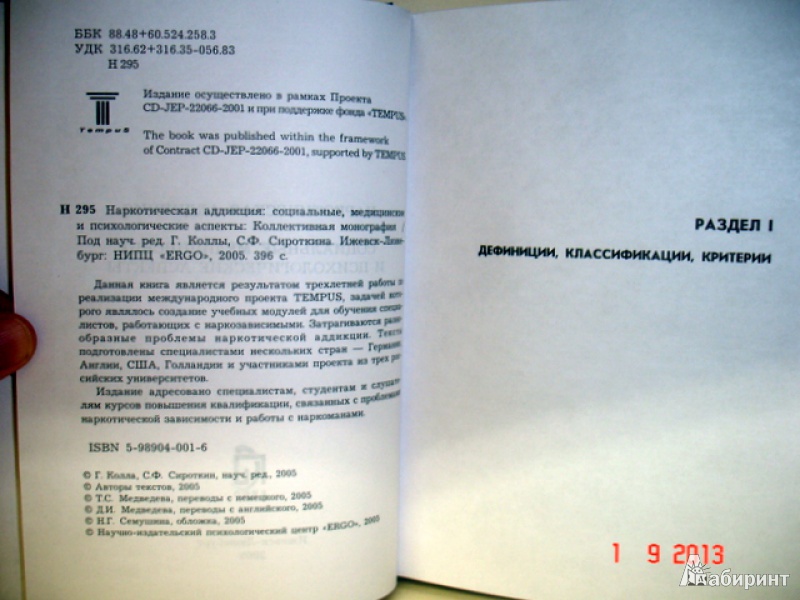 ББК 88.48+60.524.258.3
УДК 316.62+316.35-056.83
Н 295
Издание осуществлено в рамках Проекта
CD-JEP-22066-2001 и при поддержке фонда «TEMPUS»
Tempus
The book was published within the framework
of Contract CD-JEP-22066-2001, supported by TEMPUS
Н 295 Наркотическая аддикция: социальные, медицинские
и психологические аспекты: Коллективная монография /
Под науч. ред. Г. Коллы, С.Ф. Сироткина. Ижевск-
бург: НИПЦ «ERGO», 2005. 396 с.
Данная книга является результатом трехлетней работы по
реализации международного проекта TEMPUS, задачей кото-
рого являлось создание учебных модулей для обучения специа-
листов, работающих с наркозависимыми. Затрагиваются разно-
образные проблемы наркотической аддикции. Тексты
подготовлены специалистами нескольких стран — Германии,
Англии, США, Голландии и участниками проекта из трех рос-
сийских университетов.
Издание адресовано специалистам, студентам и слушате-
лям курсов повышения квалификации, связанных с проблемами
наркотической зависимости и работы с наркоманами.
ISBN 5-98904-001-6
© Г. Колла, С.Ф. Сироткин, науч. ред., 2005
© Авторы текстов, 2005
© Т.С. Медведева, переводы с немецкого, 2005
© Д.И. Медведева, переводы с английского, 2005
© Н.Г. Семушина, обложка, 2005
© Научно-издательский психологический центр «ERGO», 2005
РАЗДЕЛ I
ДЕФИНИЦИИ, КЛАССИФИКАЦИИ, КРИТЕРИИ
1 9 2013
Лабиринт